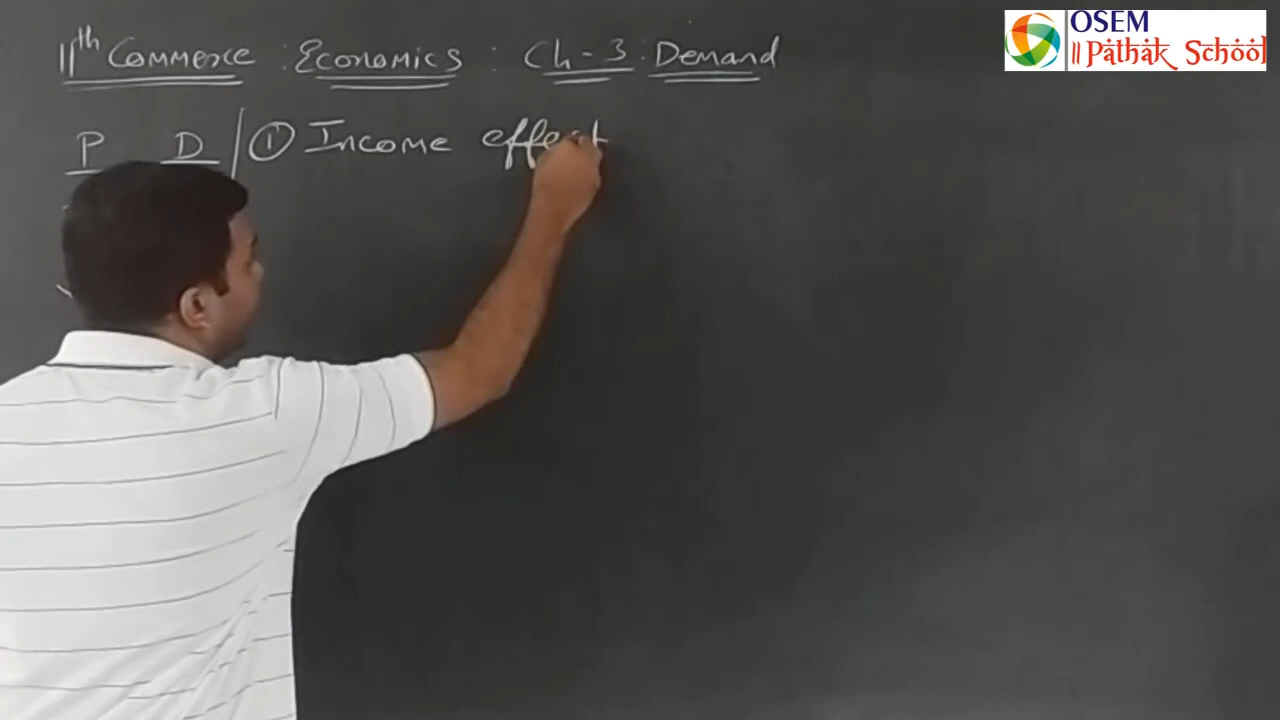 OSEM
॥ Pathak School
11th Commerce : Economics : Ch-3 : Demand
P D ① Income effect